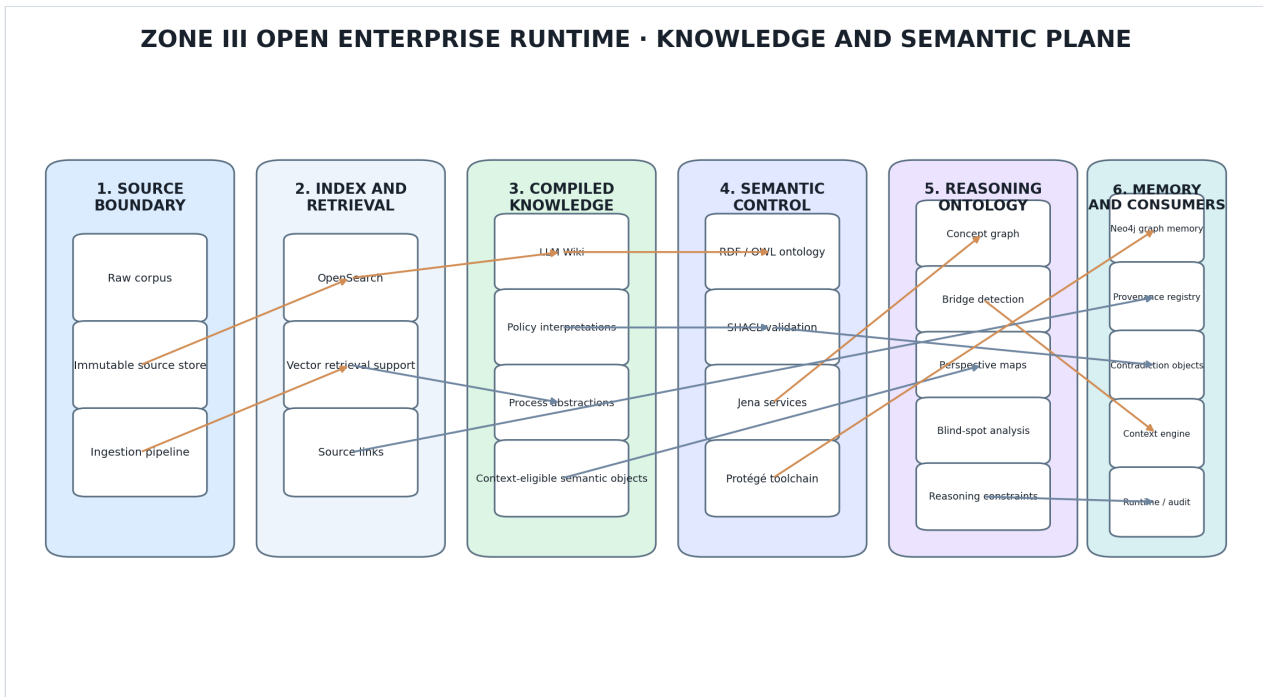 ZONE III OPEN ENTERPRISE RUNTIME · KNOWLEDGE AND SEMANTIC PLANE
1. SOURCE
BOUNDARY
Raw corpus
Immutable source store
Ingestion pipeline
2. INDEX AND
RETRIEVAL
OpenSearch
Vector retrieval support
Source links
3. COMPILED
KNOWLEDGE
LLM Wiki
Policy interpretations
Process abstractions
Context-eligible semantic objects
4. SEMANTIC
CONTROL
RDF / OWL ontology
SHACL validation
Jena services
Protégé toolchain
5. REASONING
ONTOLOGY
Concept graph
Bridge detection
Perspective maps
Blind-spot analysis
Reasoning constraints
6. MEMORY
AND CONSUMERS
Neo4j graph memory
Provenance registry
Contradiction objects
Context engine
Runtime / audit